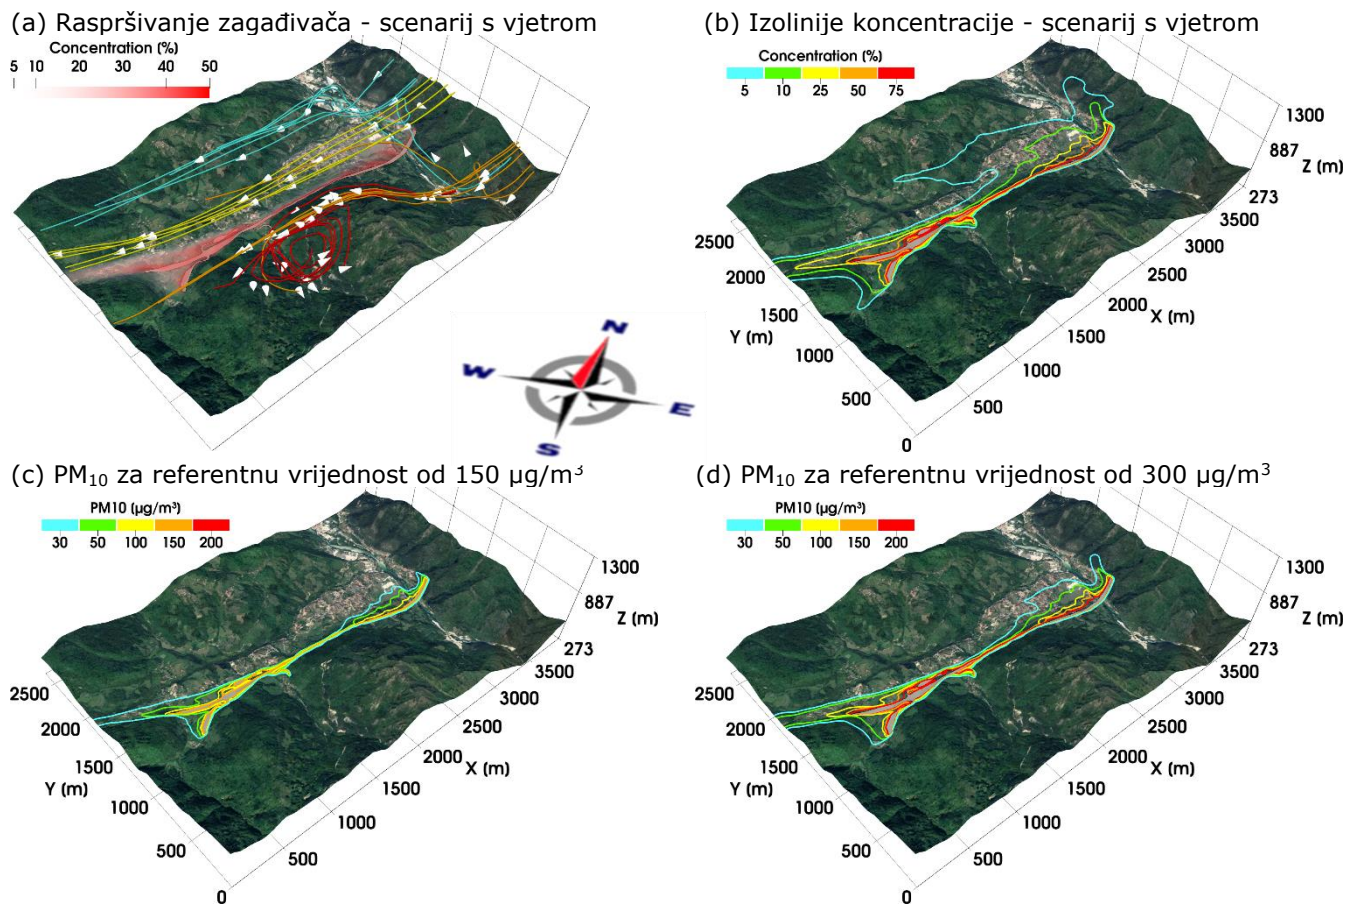 (a) Raspršivanje zagađivača - scenarij s vjetrom
Concentration (%)
5 10 20 30 40 50
(b) Izolinije koncentracije - scenarij s vjetrom
Concentration (%)
5 10 25 50 75
1300
887
Z (m)
273
3500
3000
2500
2000
X (m)
1500
1000
500
0
2500
2000
1500
Y (m)
1000
500
N
W
E
S
(c) PM₁₀ za referentnu vrijednost od 150 µg/m³
PM10 (µg/m³)
30 50 100 150 200
1300
887
Z (m)
273
3500
3000
2500
2000
X (m)
1500
1000
500
0
2500
2000
1500
Y (m)
1000
500
(d) PM₁₀ za referentnu vrijednost od 300 µg/m³
PM10 (µg/m³)
30 50 100 150 200
1300
887
Z (m)
273
3500
3000
2500
2000
X (m)
1500
1000
500
0
2500
2000
1500
Y (m)
1000
500